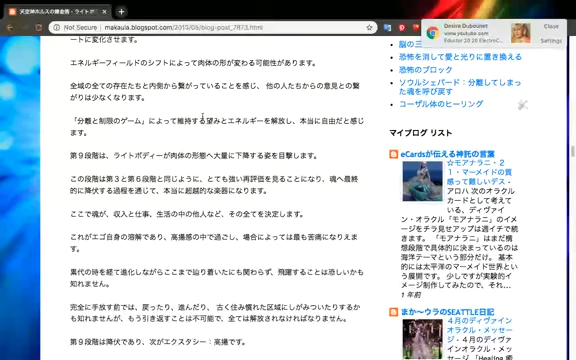 天空神ホルスの錬金術 - ライトボデ
Not Secure
makaula.blogspot.com/2015/05/blog-post_7873.html
Desire Dubounet
www.youtube.com
Eductor 20 20 ElectroC...
Close
Settings
ートに変化させます。
エネルギーフィールドのシフトによって肉体の形が変わる可能性があります。
全域の全ての存在たちと内側から繋がっていることを感じ、 他の人たちからの意見との繋
がりは少なくなります。
「分離と制限のゲーム」によって維持する望みとエネルギーを解放し、本当に自由だと感じ
ます。
第９段階は、ライトボディーが肉体の形態へ大量に下降する姿を目撃します。
この段階は第３と第６段階と同じように、とても強い再評価を見ることになり、魂へ最終
的に降伏する過程を通じて、本当に超越的な楽器になります。
ここで魂が、収入と仕事、生活の中の他人など、その全てを決定します。
これがエゴ自身の溶解であり、高揚感の中で過ごし、場合によっては最も苦痛になりえま
す。
累代の時を経て進化しながらここまで辿り着いたにも関わらず、飛躍することは恐しいかも
知れません。
完全に手放す前では、戻ったり、進んだり、 古く住み慣れた区域にしがみついたりするか
も知れませんが、もう引き返すことは不可能で、全ては解放されなければなりません。
第９段階は降伏であり、次がエクスタシー：高揚です。
脳の三
恐怖を消して愛と光に置き換える
恐怖のブロック
ソウルシェパード：分離してしまっ
た魂を呼び戻す
コーザル体のヒーリング
マイブログ リスト
eCardsが伝える神託の言葉
☆モアナラニ・２
１・マーメイドの質
感って難しいデス
-
アロハ 次のオラクル
カードとして考えて
いる、ディヴァイ
ン・オラクル「モアナラニ」のイメ
ージをチラ見せアップは週イチで続
きます。 「モアナラニ」はまだ構
想段階で具体的に決まっているのは
海洋テーマという部分だけ。 基本
的には太平洋のマーメイド世界とい
う展開です。 少しですが実験的イ
メージ制作してみたので、それ...
1 年前
まか～ウラのSEATTLE日記
４月のディヴァイン
オラクル・メッセー
ジ
-
４月のディヴァイン・
オラクル・メッセー
ジ 「Healing 癒